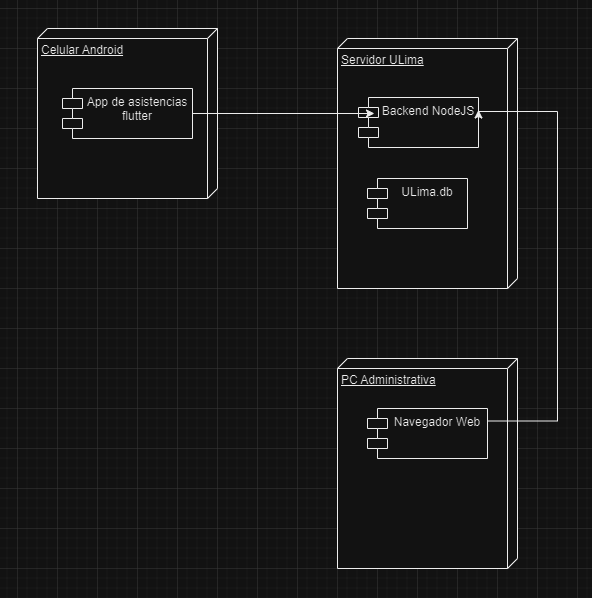 Celular Android
App de asistencias
flutter
Servidor ULima
Backend NodeJS
ULima.db
PC Administrativa
Navegador Web